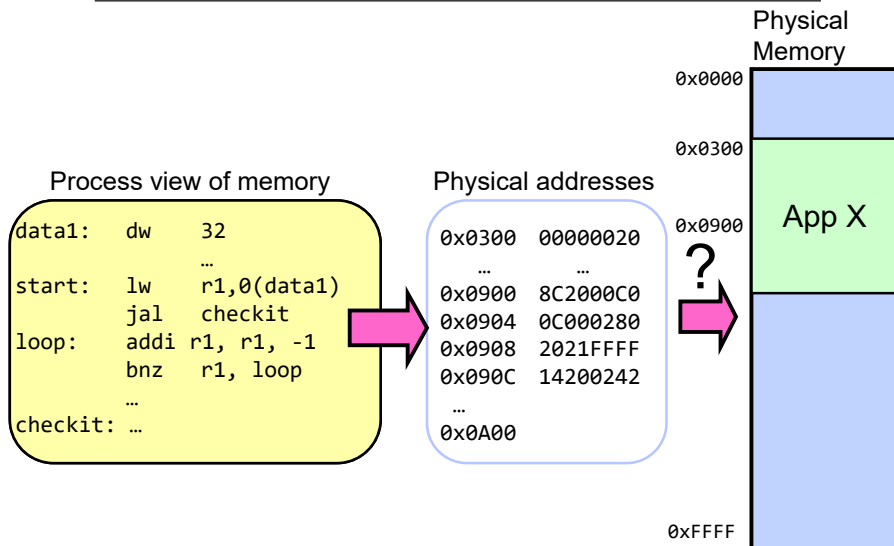 Physical
Memory
0x0000
0x0300
0x0900
App X
0xFFFF
Process view of memory
data1: dw 32
…
start: lw r1,0(data1)
jal checkit
loop: addi r1, r1, -1
bnz r1, loop
…
checkit: …
Physical addresses
0x0300 00000020
… …
0x0900 8C2000C0
0x0904 0C000280
0x0908 2021FFFF
0x090C 14200242
…
0x0A00
?